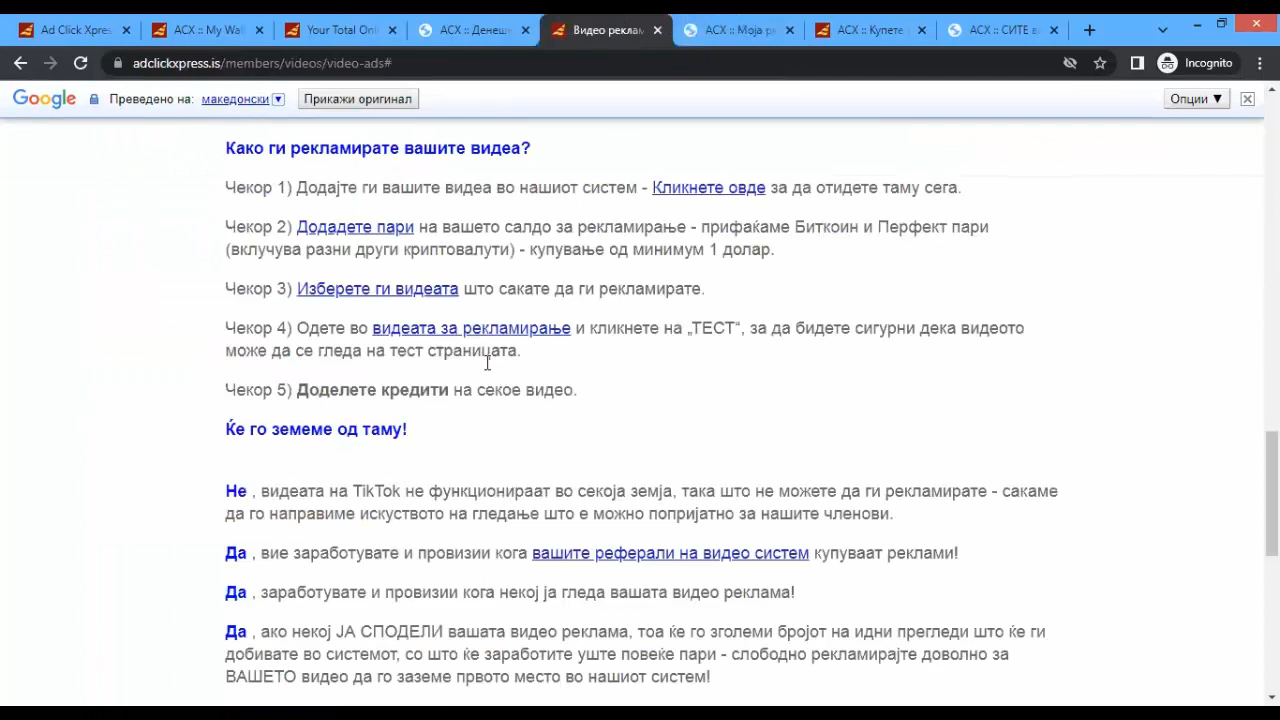 Ad Click Xpres
ACX :: My Wall
Your Total Onli
ACX :: Денеш
Видео реклам
ACX :: Моја р
ACX :: Купете
ACX :: СИТЕ в
adclickxpress.is/members/videos/video-ads#
Incognito
Google Преведено на: македонски ▼ Прикажи оригинал Опции ▼
Како ги рекламирате вашите видеа?
Чекор 1) Додајте ги вашите видеа во нашиот систем - Кликнете овде за да отидете таму сега.
Чекор 2) Додадете пари на вашето салдо за рекламирање - прифаќаме Биткоин и Перфект пари
(вклучува разни други криптовалути) - купување од минимум 1 долар.
Чекор 3) Изберете ги видеата што сакате да ги рекламирате.
Чекор 4) Одете во видеата за рекламирање и кликнете на „ТЕСТ“, за да бидете сигурни дека видеото
може да се гледа на тест страницата.
Чекор 5) Доделете кредити на секое видео.
Ќе го земеме од таму!
Не , видеата на TikTok не функционираат во секоја земја, така што не можете да ги рекламирате - сакаме
да го направиме искуството на гледање што е можно попријатно за нашите членови.
Да , вие заработувате и провизии кога вашите реферали на видео систем купуваат реклами!
Да , заработувате и провизии кога некој ја гледа вашата видео реклама!
Да , ако некој ЈА СПОДЕЛИ вашата видео реклама, тоа ќе го зголеми бројот на идни прегледи што ќе ги
добивате во системот, со што ќе заработите уште повеќе пари - слободно рекламирајте доволно за
ВАШЕТО видео да го заземе првото место во нашиот систем!